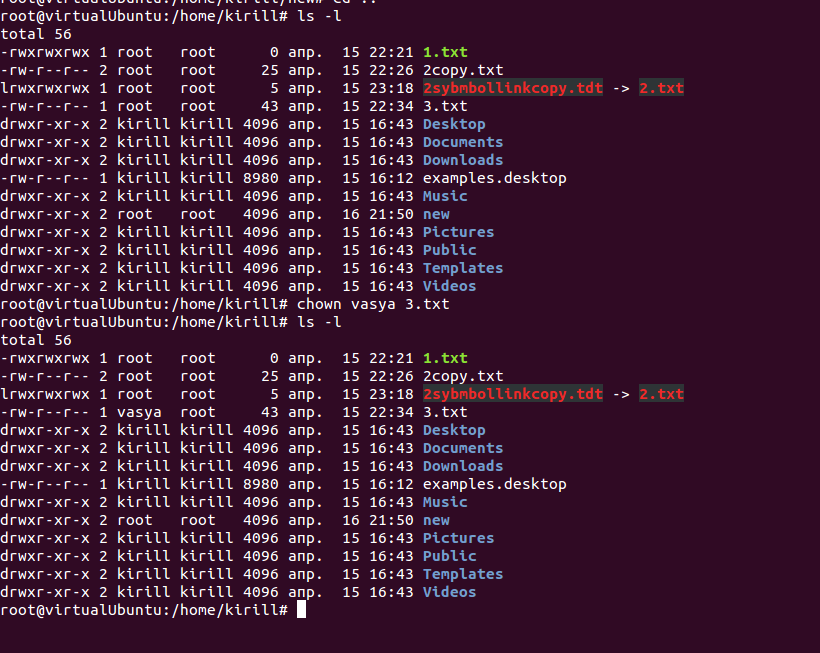 root@virtualUbuntu:/home/kirill/new# cd ..
root@virtualUbuntu:/home/kirill# ls -l
total 56
-rwxrwxrwx 1 root   root      0 апр.  15 22:21 1.txt
-rw-r--r-- 2 root   root     25 апр.  15 22:26 2copy.txt
lrwxrwxrwx 1 root   root      5 апр.  15 23:18 2sybmbollinkcopy.tdt -> 2.txt
-rw-r--r-- 1 root   root     43 апр.  15 22:34 3.txt
drwxr-xr-x 2 kirill kirill 4096 апр.  15 16:43 Desktop
drwxr-xr-x 2 kirill kirill 4096 апр.  15 16:43 Documents
drwxr-xr-x 2 kirill kirill 4096 апр.  15 16:43 Downloads
-rw-r--r-- 1 kirill kirill 8980 апр.  15 16:12 examples.desktop
drwxr-xr-x 2 kirill kirill 4096 апр.  15 16:43 Music
drwxr-xr-x 2 root   root   4096 апр.  16 21:50 new
drwxr-xr-x 2 kirill kirill 4096 апр.  15 16:43 Pictures
drwxr-xr-x 2 kirill kirill 4096 апр.  15 16:43 Public
drwxr-xr-x 2 kirill kirill 4096 апр.  15 16:43 Templates
drwxr-xr-x 2 kirill kirill 4096 апр.  15 16:43 Videos
root@virtualUbuntu:/home/kirill# chown vasya 3.txt
root@virtualUbuntu:/home/kirill# ls -l
total 56
-rwxrwxrwx 1 root   root      0 апр.  15 22:21 1.txt
-rw-r--r-- 2 root   root     25 апр.  15 22:26 2copy.txt
lrwxrwxrwx 1 root   root      5 апр.  15 23:18 2sybmbollinkcopy.tdt -> 2.txt
-rw-r--r-- 1 vasya  root     43 апр.  15 22:34 3.txt
drwxr-xr-x 2 kirill kirill 4096 апр.  15 16:43 Desktop
drwxr-xr-x 2 kirill kirill 4096 апр.  15 16:43 Documents
drwxr-xr-x 2 kirill kirill 4096 апр.  15 16:43 Downloads
-rw-r--r-- 1 kirill kirill 8980 апр.  15 16:12 examples.desktop
drwxr-xr-x 2 kirill kirill 4096 апр.  15 16:43 Music
drwxr-xr-x 2 root   root   4096 апр.  16 21:50 new
drwxr-xr-x 2 kirill kirill 4096 апр.  15 16:43 Pictures
drwxr-xr-x 2 kirill kirill 4096 апр.  15 16:43 Public
drwxr-xr-x 2 kirill kirill 4096 апр.  15 16:43 Templates
drwxr-xr-x 2 kirill kirill 4096 апр.  15 16:43 Videos
root@virtualUbuntu:/home/kirill#